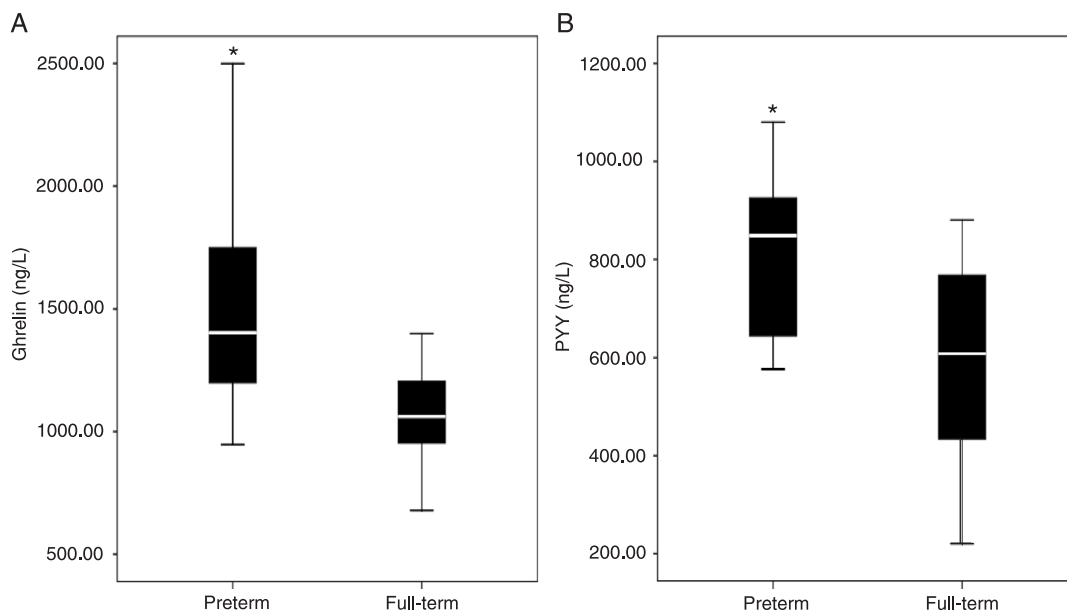 A
Ghrelin (ng/L)
2500.00
2000.00
1500.00
1000.00
500.00
*
Preterm
Full-term
B
PYY (ng/L)
1200.00
1000.00
800.00
600.00
400.00
200.00
*
Preterm
Full-term